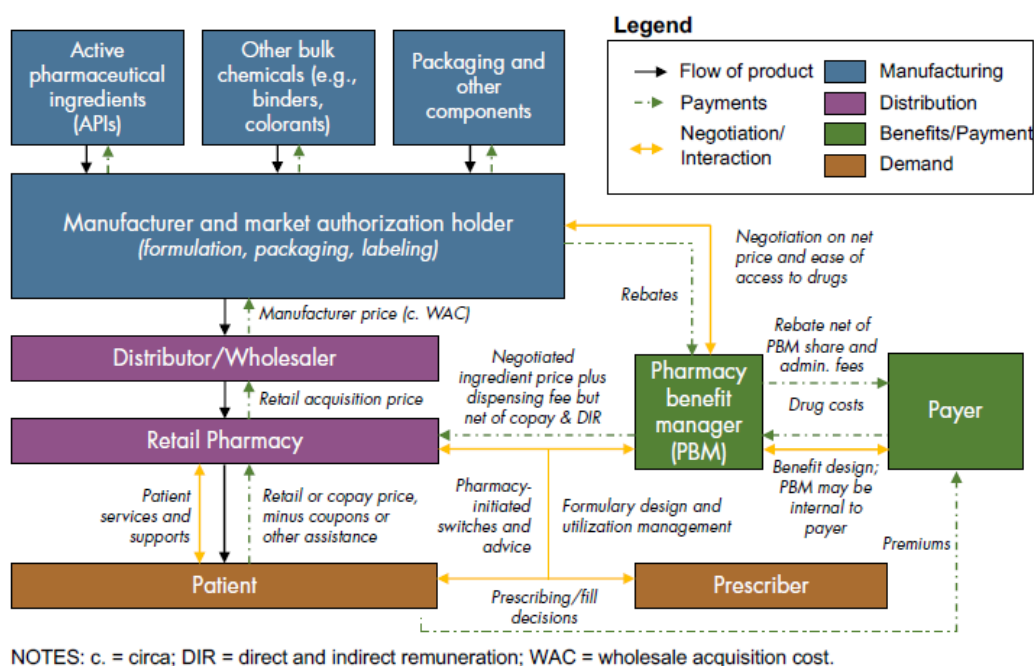 Active
pharmaceutical
ingredients
(APIs)
Other bulk
chemicals (e.g.,
binders,
colorants)
Packaging and
other
components
Legend
Flow of product
Payments
Negotiation/
Interaction
Manufacturing
Distribution
Benefits/Payment
Demand
Manufacturer and market authorization holder
(formulation, packaging, labeling)
Negotiation on net
price and ease of
access to drugs
Rebates
Manufacturer price (c. WAC)
Distributor/Wholesaler
Retail acquisition price
Retail Pharmacy
Negotiated
ingredient price plus
dispensing fee but
net of copay & DIR
Pharmacy
benefit
manager
(PBM)
Rebate net of
PBM share and
admin. fees
Drug costs
Payer
Benefit design;
PBM may be
internal to
payer
Premiums
Patient
services and
supports
Retail or copay price,
minus coupons or
other assistance
Pharmacy-
initiated
switches and
advice
Formulary design and
utilization management
Patient
Prescribing/fill
decisions
Prescriber
NOTES: c. = circa; DIR = direct and indirect remuneration; WAC = wholesale acquisition cost.